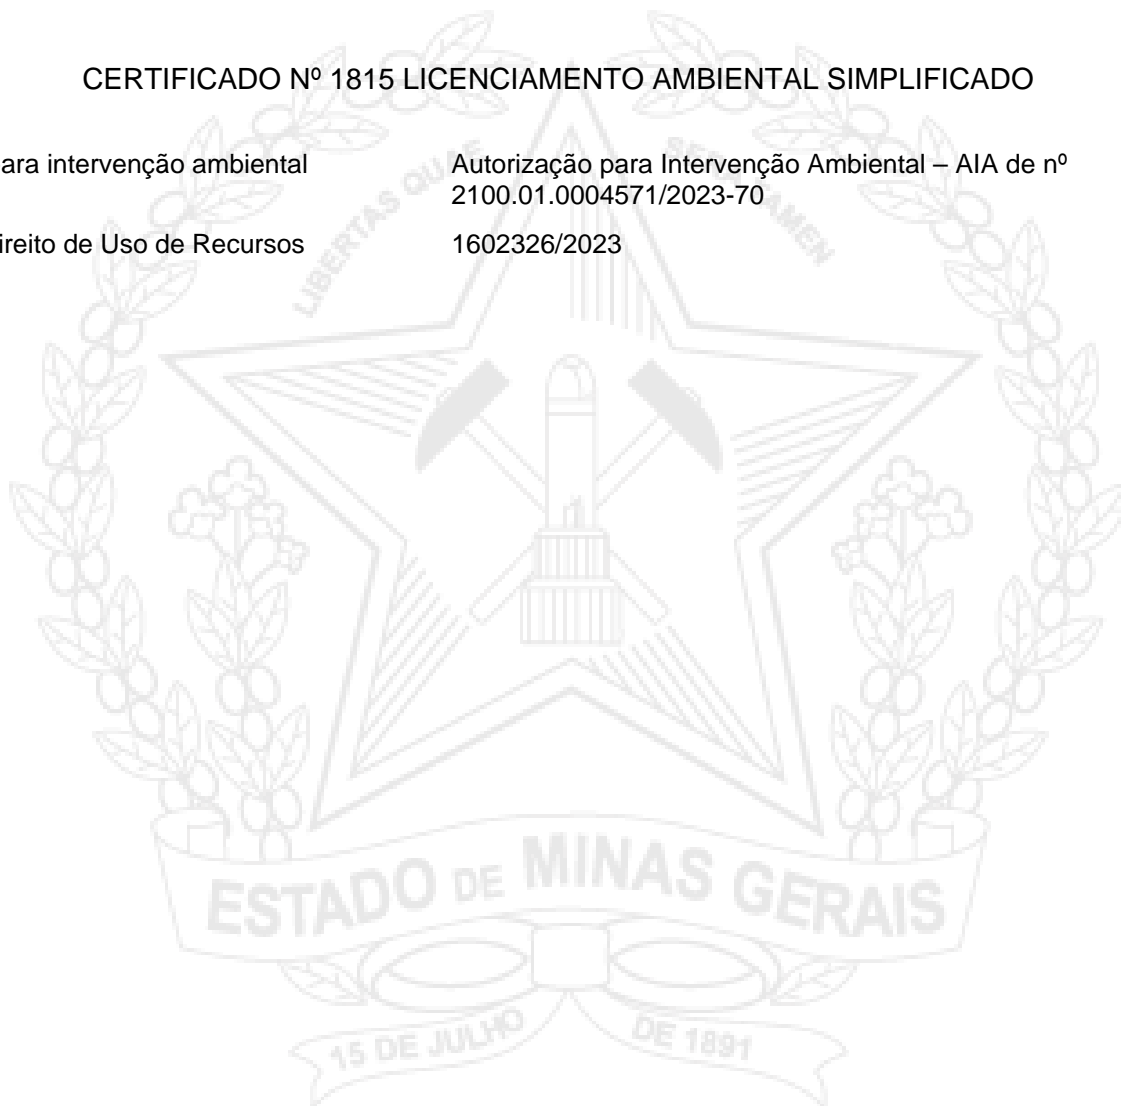 CERTIFICADO Nº 1815 LICENCIAMENTO AMBIENTAL SIMPLIFICADO
ara intervenção ambiental
Autorização para Intervenção Ambiental – AIA de nº
2100.01.0004571/2023-70
ireito de Uso de Recursos
1602326/2023
LIBERTAS QUAE SERA TAMEN
ESTADO DE MINAS GERAIS
15 DE JULHO DE 1891